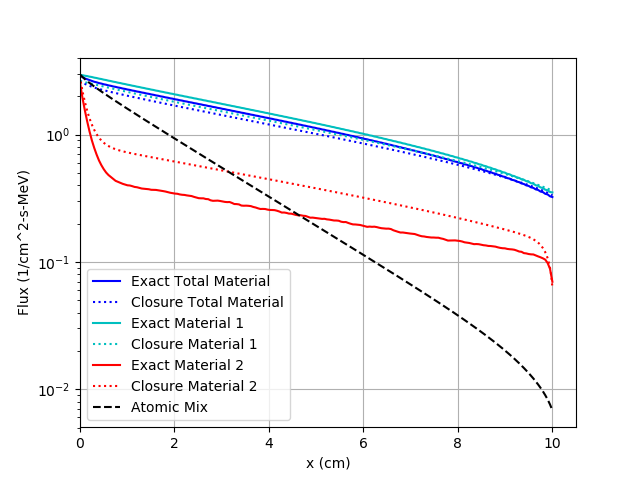 Flux (1/cm^2-s-MeV)
10^0
10^-1
10^-2
Exact Total Material
Closure Total Material
Exact Material 1
Closure Material 1
Exact Material 2
Closure Material 2
Atomic Mix
0 2 4 6 8 10
x (cm)